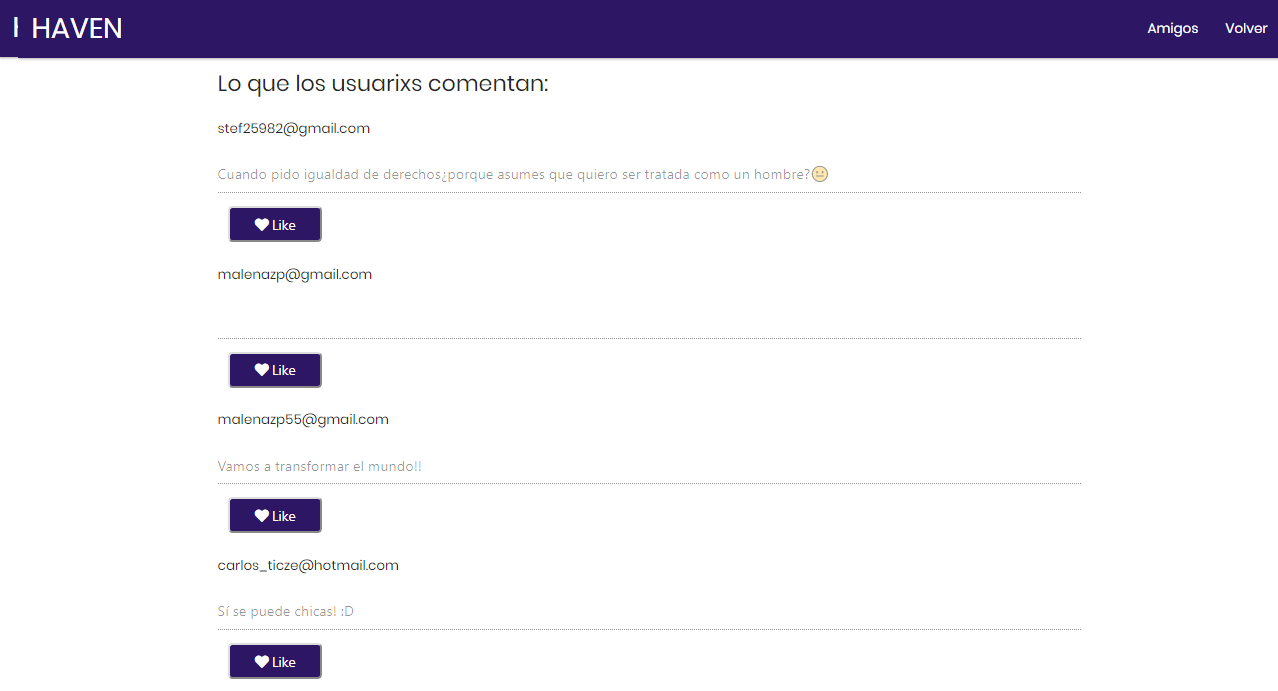 HAVEN
Amigos Volver
Lo que los usuarixs comentan:
stef25982@gmail.com
Cuando pido igualdad de derechos¿porque asumes que quiero ser tratada como un hombre?😐
Like
malenazp@gmail.com
Like
malenazp55@gmail.com
Vamos a transformar el mundo!!
Like
carlos_ticze@hotmail.com
Sí se puede chicas! :D
Like